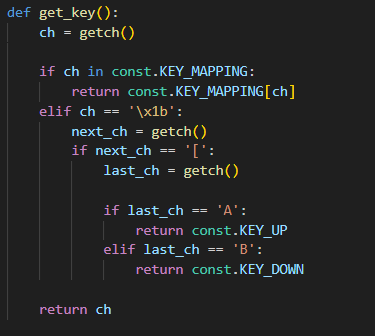 def get_key():
    ch = getch()

    if ch in const.KEY_MAPPING:
        return const.KEY_MAPPING[ch]
    elif ch == '\x1b':
        next_ch = getch()
        if next_ch == '[':
            last_ch = getch()

            if last_ch == 'A':
                return const.KEY_UP
            elif last_ch == 'B':
                return const.KEY_DOWN

    return ch